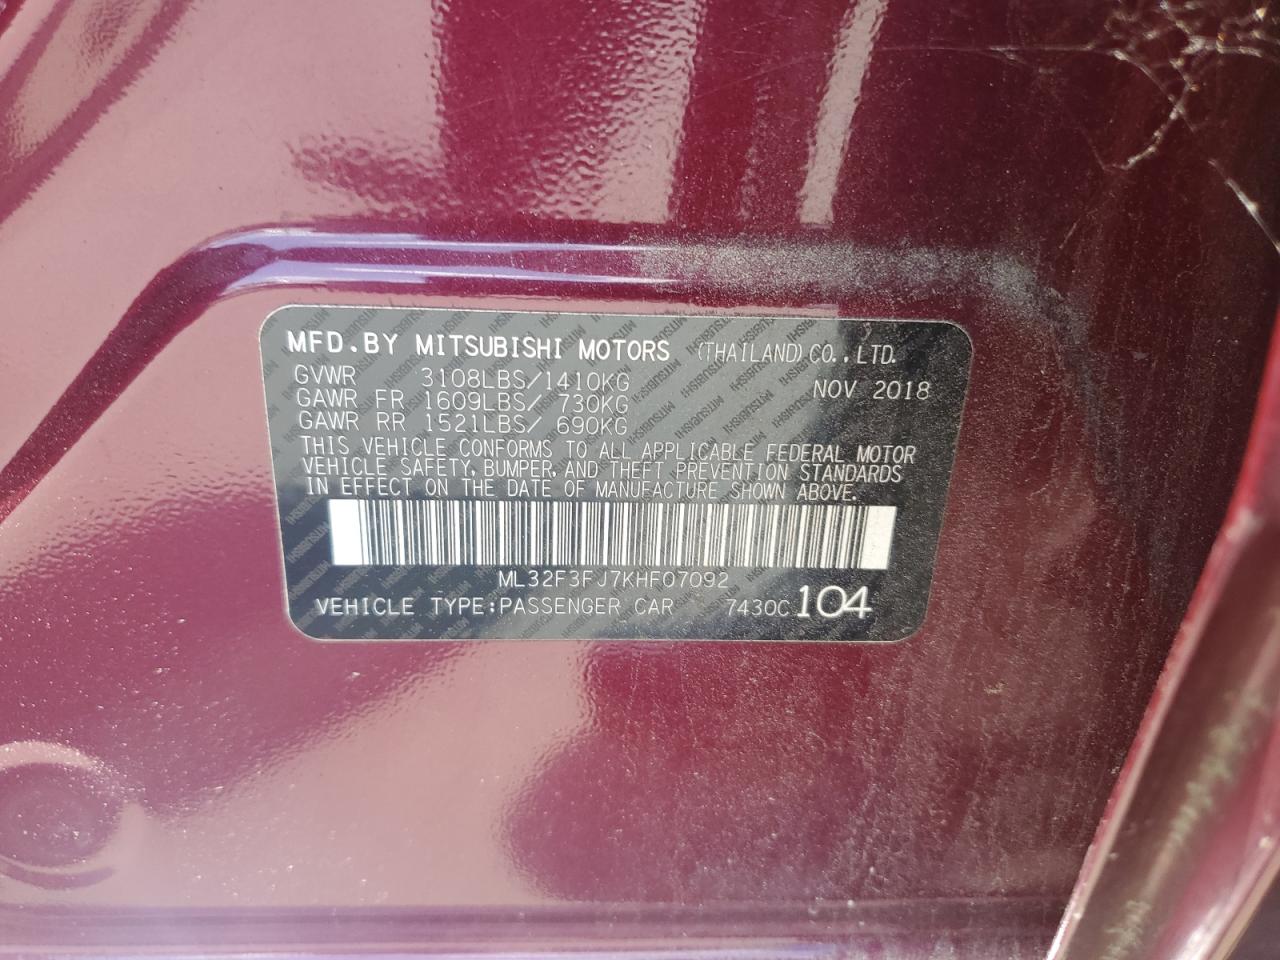 MFD.BY MITSUBISHI MOTORS (THAILAND)CO.,LTD.
GVWR 3108LBS/1410KG NOV 2018
GAWR FR 1609LBS/ 730KG
GAWR RR 1521LBS/ 690KG
THIS VEHICLE CONFORMS TO ALL APPLICABLE FEDERAL MOTOR
VEHICLE SAFETY, BUMPER, AND THEFT PREVENTION STANDARDS
IN EFFECT ON THE DATE OF MANUFACTURE SHOWN ABOVE.
ML32F3FJ7KHF07092
VEHICLE TYPE:PASSENGER CAR 7430C 104